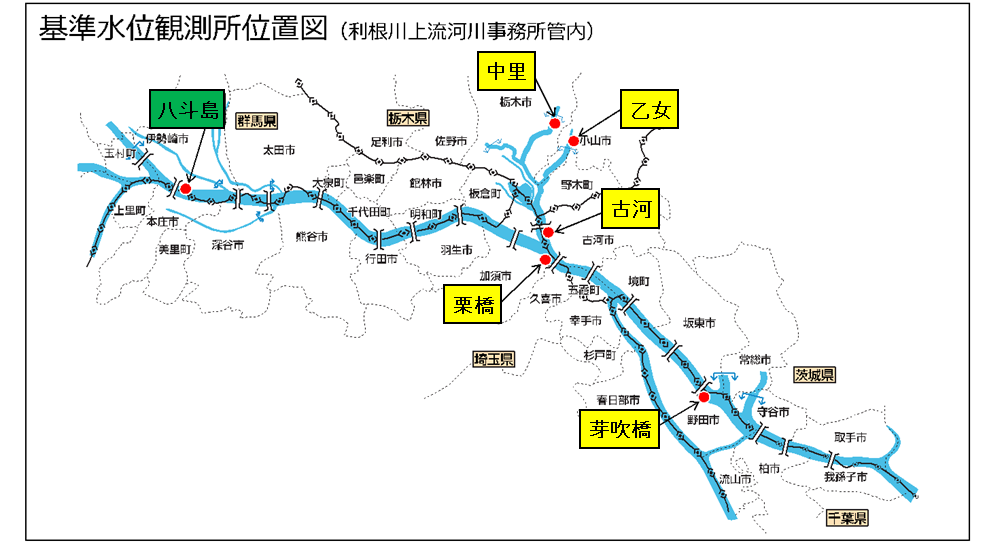 基準水位観測所位置図（利根川上流河川事務所管内）
中里
栃木市
八斗島
乙女
群馬県
栃木県
伊勢崎市
太田市
足利市
佐野市
小山市
玉村町
大泉町
邑楽町
館林市
板倉町
野木町
上里町
本庄市
千代田町
明和町
古河
美里町
深谷市
熊谷市
行田市
羽生市
古河市
加須市
栗橋
久喜市
五霞町
境町
幸手市
坂東市
杉戸町
埼玉県
常総市
茨城県
春日部市
芽吹橋
野田市
守谷市
取手市
柏市
流山市
我孫子市
千葉県